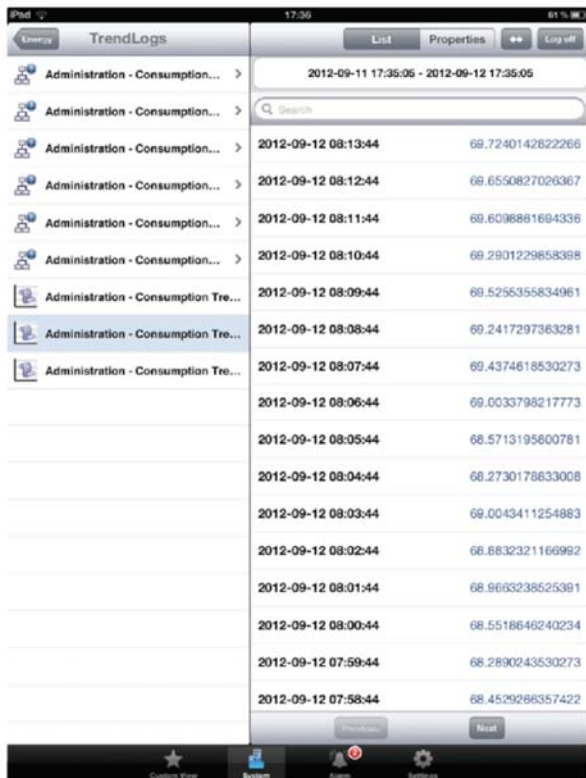 iPad 17:36 61 %
Energy TrendLogs List Properties Log off
Administration - Consumption... 
Administration - Consumption...
Administration - Consumption...
Administration - Consumption...
Administration - Consumption...
Administration - Consumption...
Administration - Consumption Tre...
Administration - Consumption Tre...
Administration - Consumption Tre...
2012-09-11 17:35:05 - 2012-09-12 17:35:05
Search
2012-09-12 08:13:44 69.7240142822266
2012-09-12 08:12:44 69.6550827026367
2012-09-12 08:11:44 69.6098861694336
2012-09-12 08:10:44 69.2901229858398
2012-09-12 08:09:44 69.5255355834961
2012-09-12 08:08:44 69.2417297363281
2012-09-12 08:07:44 69.4374618530273
2012-09-12 08:06:44 69.0033798217773
2012-09-12 08:05:44 68.5713195800781
2012-09-12 08:04:44 68.2730178833008
2012-09-12 08:03:44 69.0043411254883
2012-09-12 08:02:44 68.8832321166992
2012-09-12 08:01:44 68.9663238525391
2012-09-12 08:00:44 68.5518646240234
2012-09-12 07:59:44 68.2890243530273
2012-09-12 07:58:44 68.4529266357422
Previous Next
Custom View System Alarm 2 Settings